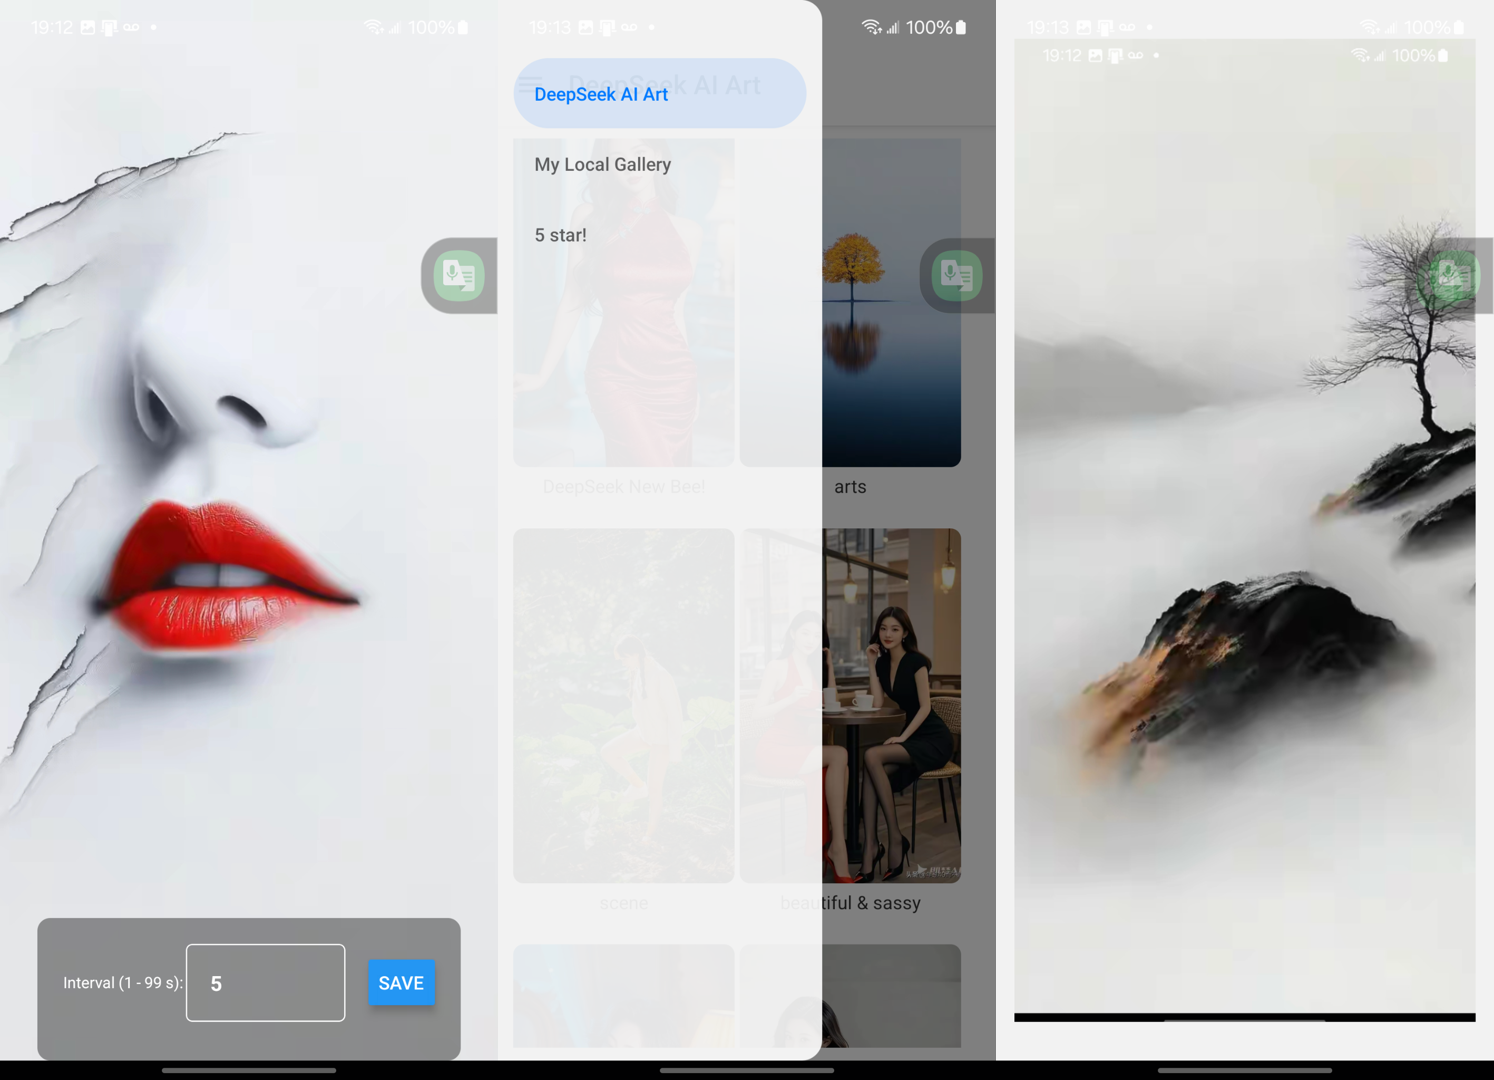 19:12
100%
Interval (1 - 99 s):
5
SAVE
19:13
100%
DeepSeek AI Art
DeepSeek AI Art
My Local Gallery
5 star!
DeepSeek New Bee!
arts
scene
beautiful & sassy
19:13
100%
19:12
100%